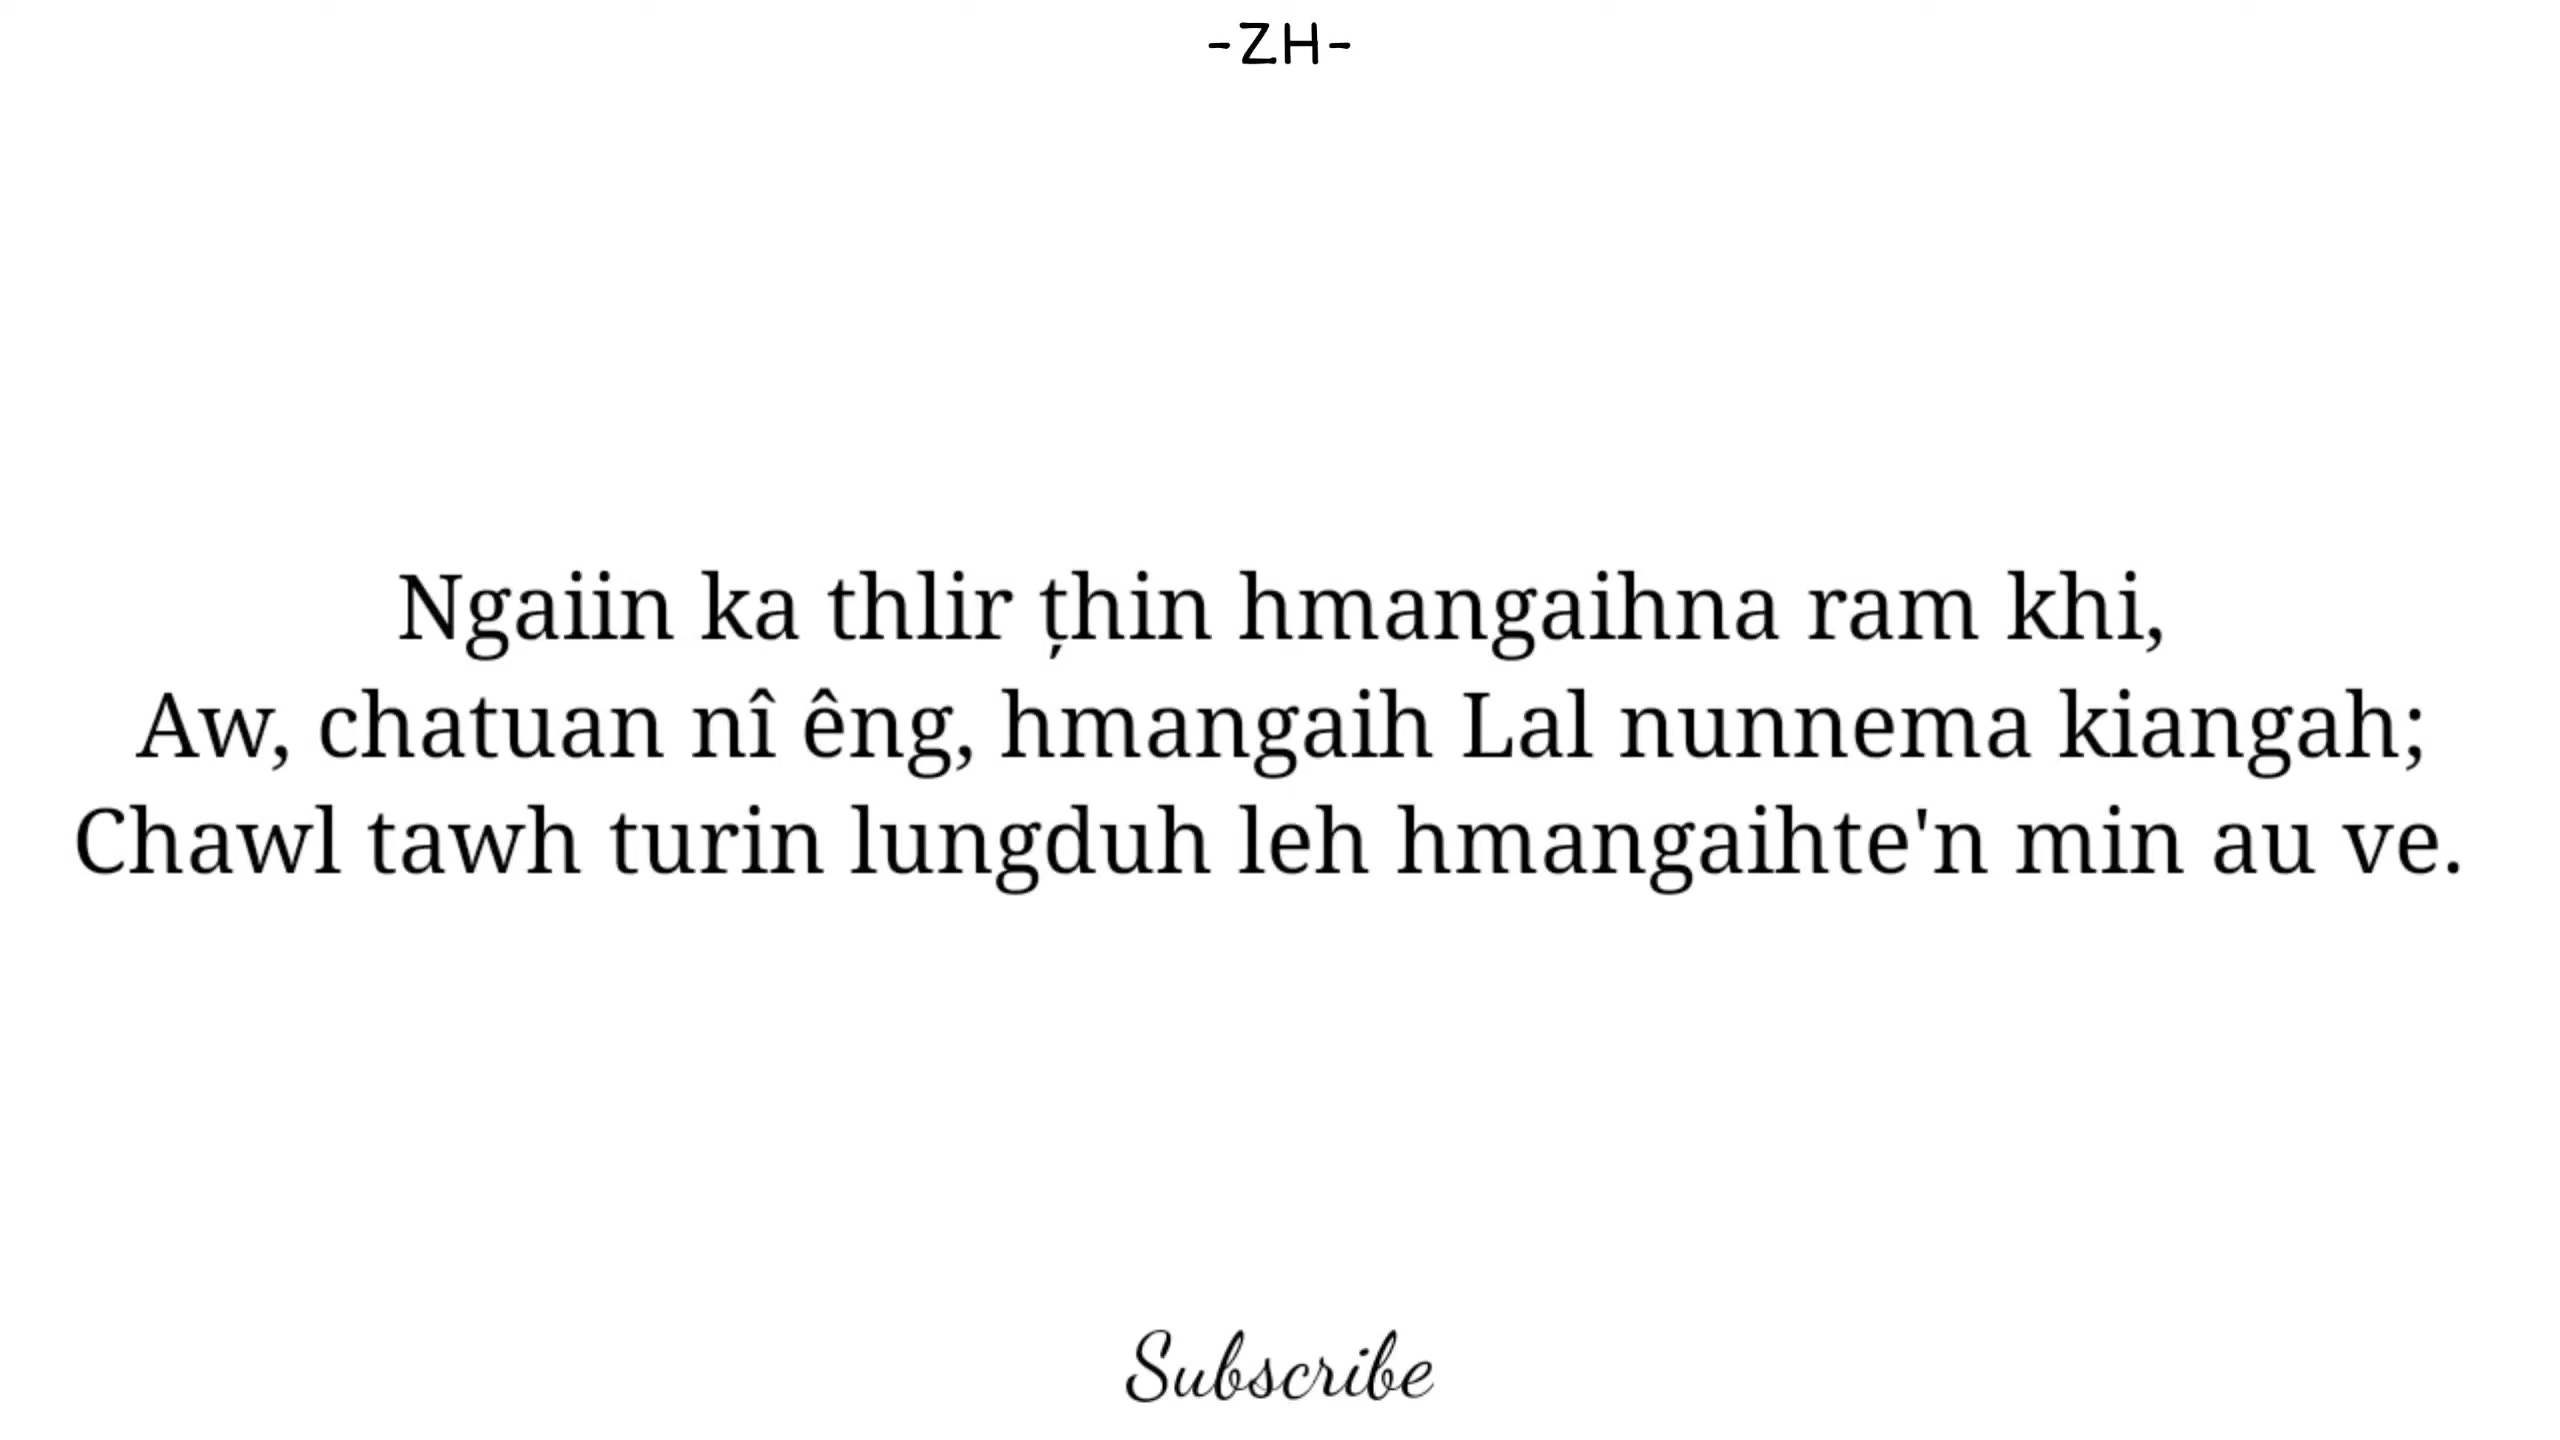 -ZH-
Ngaiin ka thlir ṭhin hmangaihna ram khi,
Aw, chatuan nî êng, hmangaih Lal nunnema kiangah;
Chawl tawh turin lungduh leh hmangaihte'n min au ve.
Subscribe